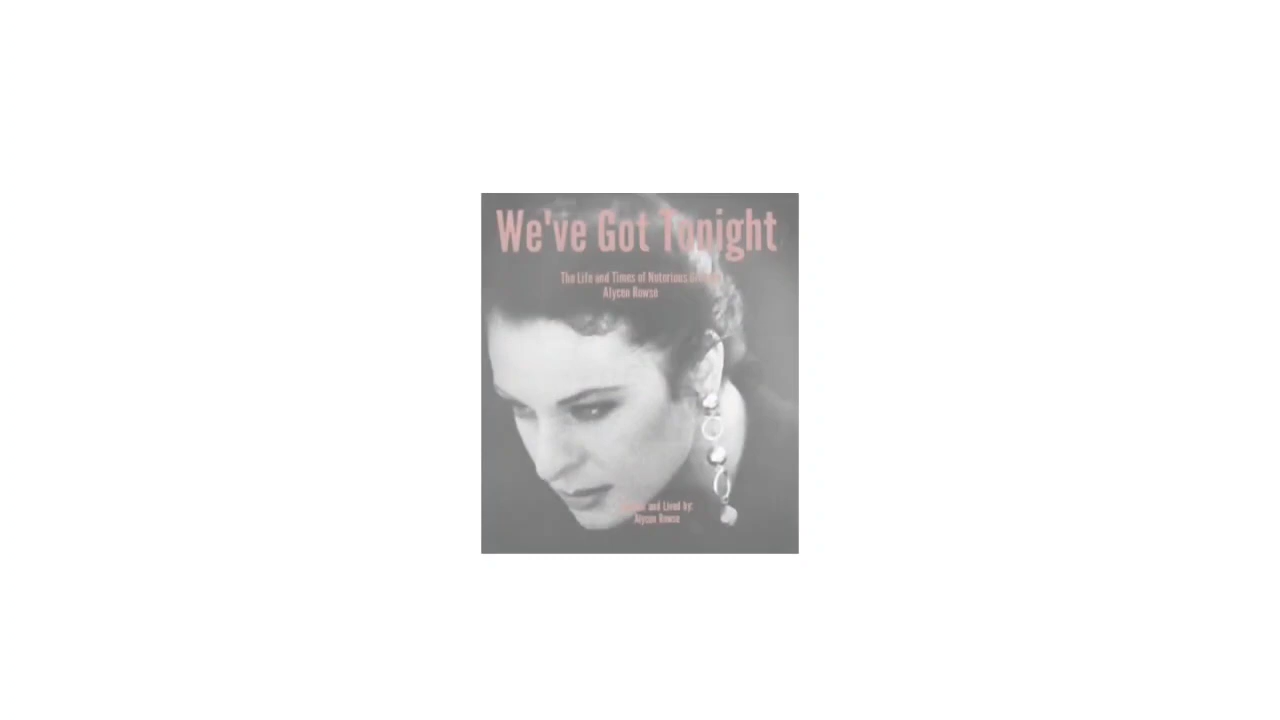 We've Got Tonight
The Life and Times of Notorious
Alycen Rowse
and Lived by:
Alycen Rowse